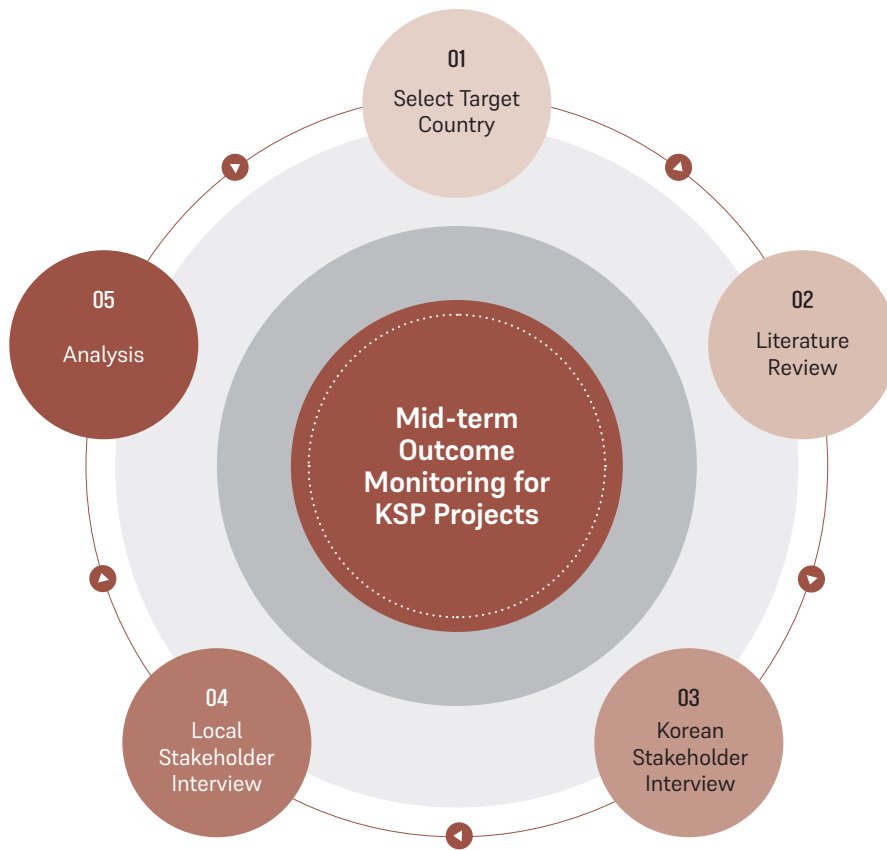 01
Select Target
Country
02
Literature
Review
03
Korean
Stakeholder
Interview
04
Local
Stakeholder
Interview
05
Analysis
Mid-term
Outcome
Monitoring for
KSP Projects